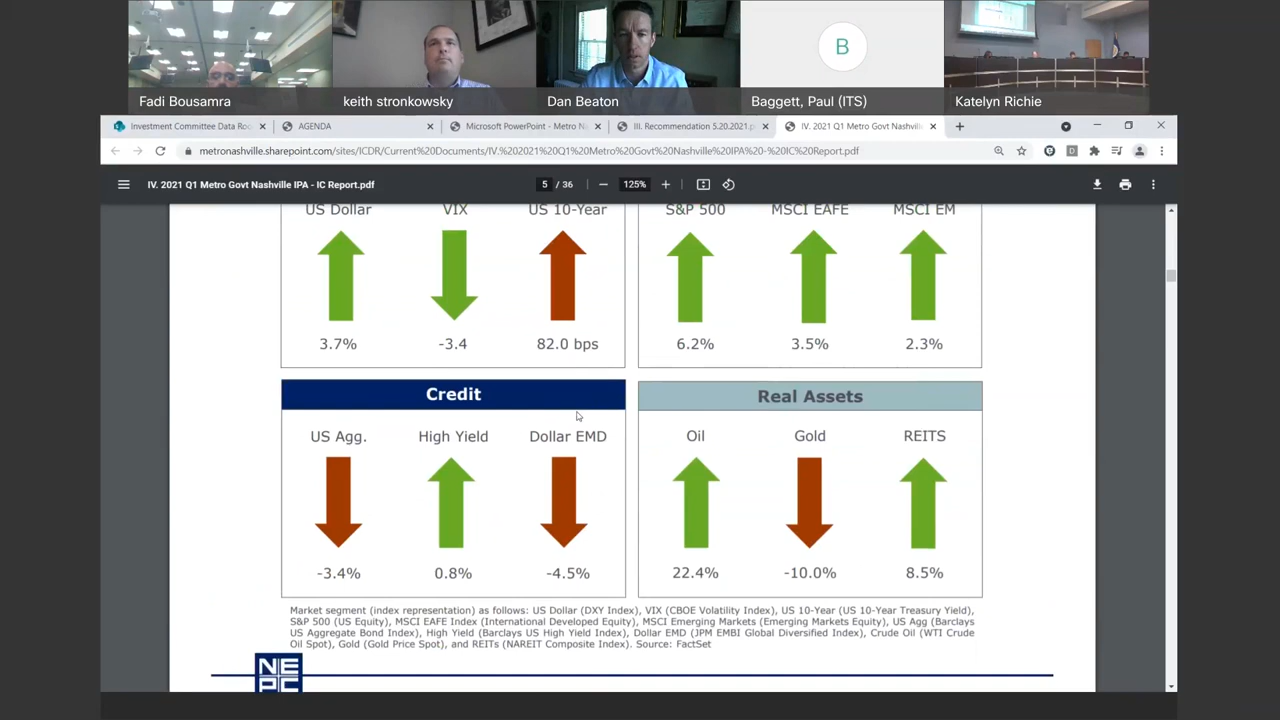 B
Fadi Bousamra
keith stronkowsky
Dan Beaton
Baggett, Paul (ITS)
Katelyn Richie
Investment Committee Data Roo
AGENDA
Microsoft PowerPoint - Metro N
III. Recommendation 5.20.2021.p
IV. 2021 Q1 Metro Govt Nashville
metronashville.sharepoint.com/sites/ICDR/Current%20Documents/IV.%202021%20Q1%20Metro%20Govt%20Nashville%20IPA%20-%20IC%20Report.pdf
IV. 2021 Q1 Metro Govt Nashville IPA - IC Report.pdf
5 / 36
125%
US Dollar VIX US 10-Year
S&P 500 MSCI EAFE MSCI EM
3.7% -3.4 82.0 bps
6.2% 3.5% 2.3%
Credit
Real Assets
US Agg. High Yield Dollar EMD
Oil Gold REITS
-3.4% 0.8% -4.5%
22.4% -10.0% 8.5%
Market segment (index representation) as follows: US Dollar (DXY Index), VIX (CBOE Volatility Index), US 10-Year (US 10-Year Treasury Yield),
S&P 500 (US Equity), MSCI EAFE Index (International Developed Equity), MSCI Emerging Markets (Emerging Markets Equity), US Agg (Barclays
US Aggregate Bond Index), High Yield (Barclays US High Yield Index), Dollar EMD (JPM EMBI Global Diversified Index), Crude Oil (WTI Crude
Oil Spot), Gold (Gold Price Spot), and REITs (NAREIT Composite Index). Source: FactSet
NE
PC